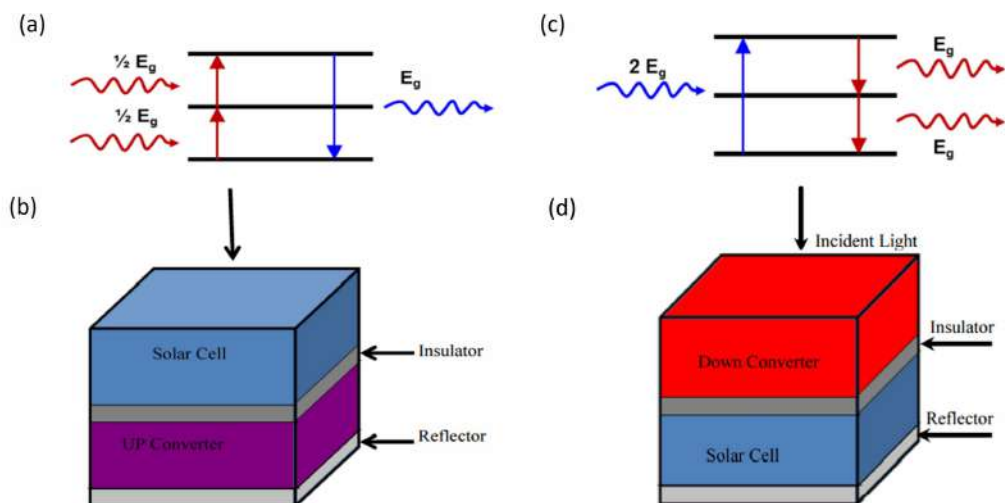 (a)
½ Eg
½ Eg
Eg
(b)
Solar Cell
Insulator
UP Converter
Reflector
(c)
2 Eg
Eg
Eg
(d)
Incident Light
Insulator
Down Converter
Reflector
Solar Cell